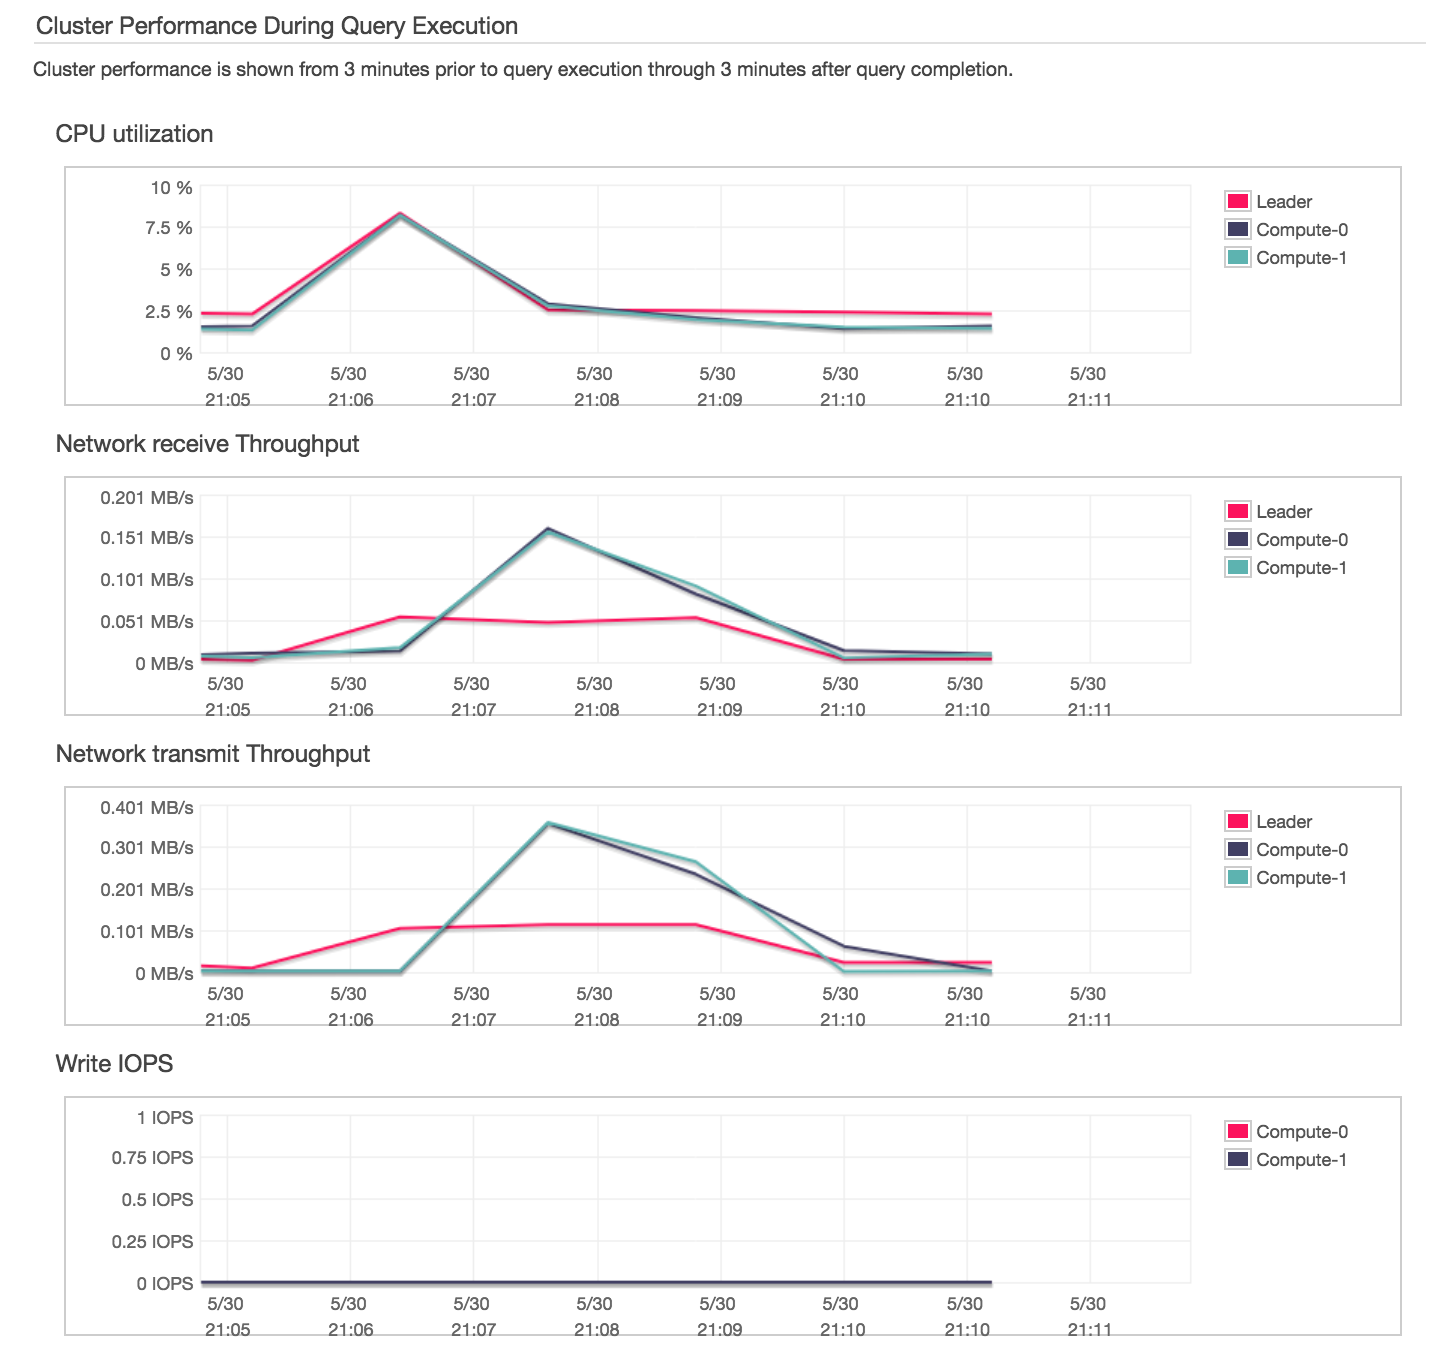 Cluster Performance During Query Execution
Cluster performance is shown from 3 minutes prior to query execution through 3 minutes after query completion.
CPU utilization
10 %
7.5 %
5 %
2.5 %
0 %
5/30 5/30 5/30 5/30 5/30 5/30 5/30 5/30
21:05 21:06 21:07 21:08 21:09 21:10 21:10 21:11
Leader
Compute-0
Compute-1
Network receive Throughput
0.201 MB/s
0.151 MB/s
0.101 MB/s
0.051 MB/s
0 MB/s
5/30 5/30 5/30 5/30 5/30 5/30 5/30 5/30
21:05 21:06 21:07 21:08 21:09 21:10 21:10 21:11
Leader
Compute-0
Compute-1
Network transmit Throughput
0.401 MB/s
0.301 MB/s
0.201 MB/s
0.101 MB/s
0 MB/s
5/30 5/30 5/30 5/30 5/30 5/30 5/30 5/30
21:05 21:06 21:07 21:08 21:09 21:10 21:10 21:11
Leader
Compute-0
Compute-1
Write IOPS
1 IOPS
0.75 IOPS
0.5 IOPS
0.25 IOPS
0 IOPS
5/30 5/30 5/30 5/30 5/30 5/30 5/30 5/30
21:05 21:06 21:07 21:08 21:09 21:10 21:10 21:11
Compute-0
Compute-1